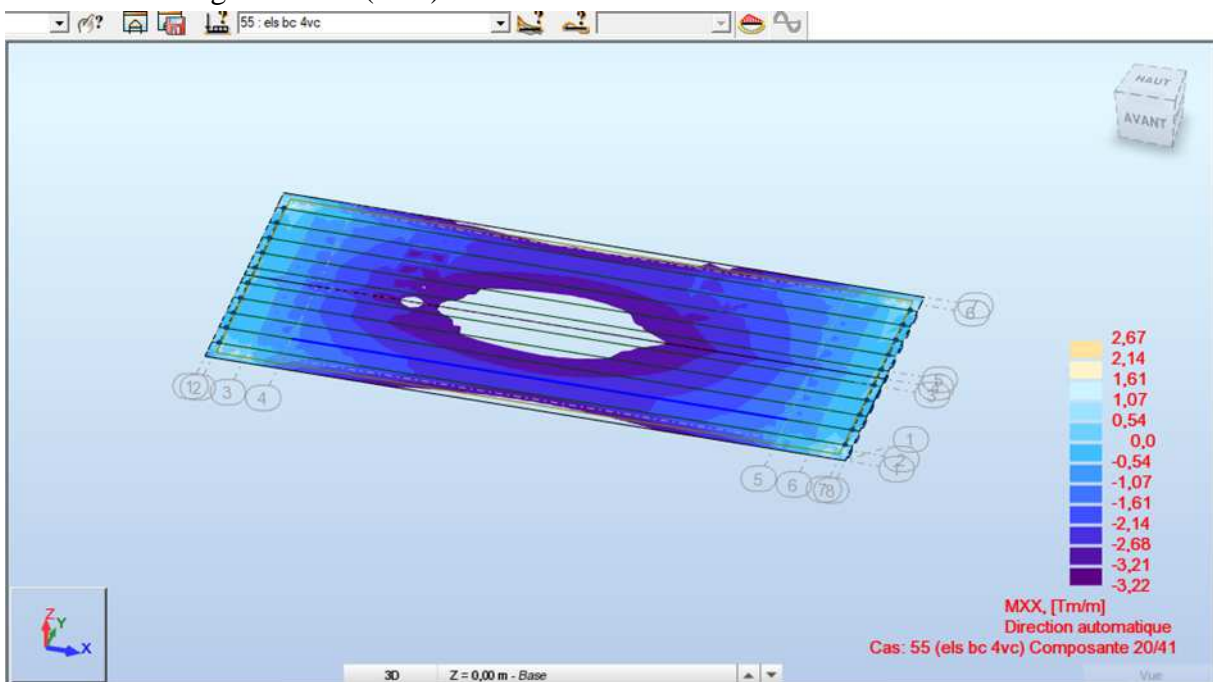 55 : els bc 4vc
HAUT
AVANT
6
3
1
2
12 3 4
5 6 78
2,67
2,14
1,61
1,07
0,54
0,0
-0,54
-1,07
-1,61
-2,14
-2,68
-3,21
-3,22
MXX, [Tm/m]
Direction automatique
Cas: 55 (els bc 4vc) Composante 20/41
Z
Y
X
3D Z = 0,00 m - Base
Vue